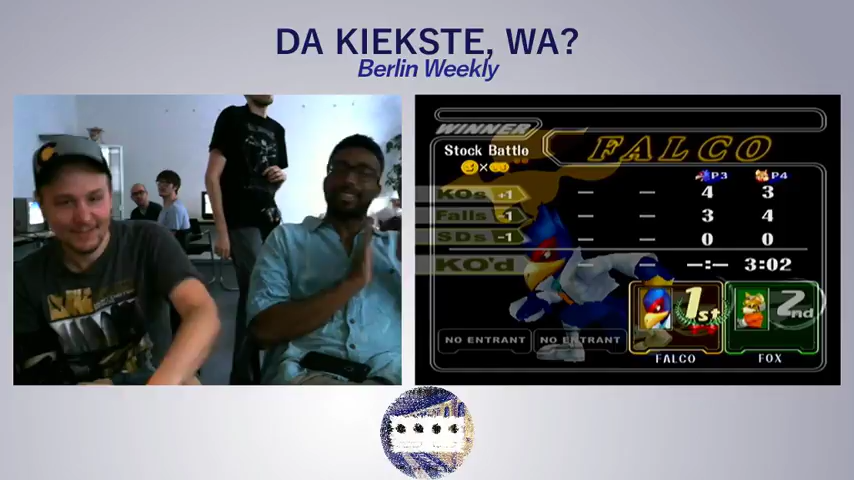 DA KIEKSTE, WA?
Berlin Weekly
WINNER
FALCO
Stock Battle
P3 P4
KOs +1 — — 4 3
Falls -1 — — 3 4
SDs -1 — — 0 0
KO'd — — –:– 3:02
1st 2nd
NO ENTRANT NO ENTRANT FALCO FOX